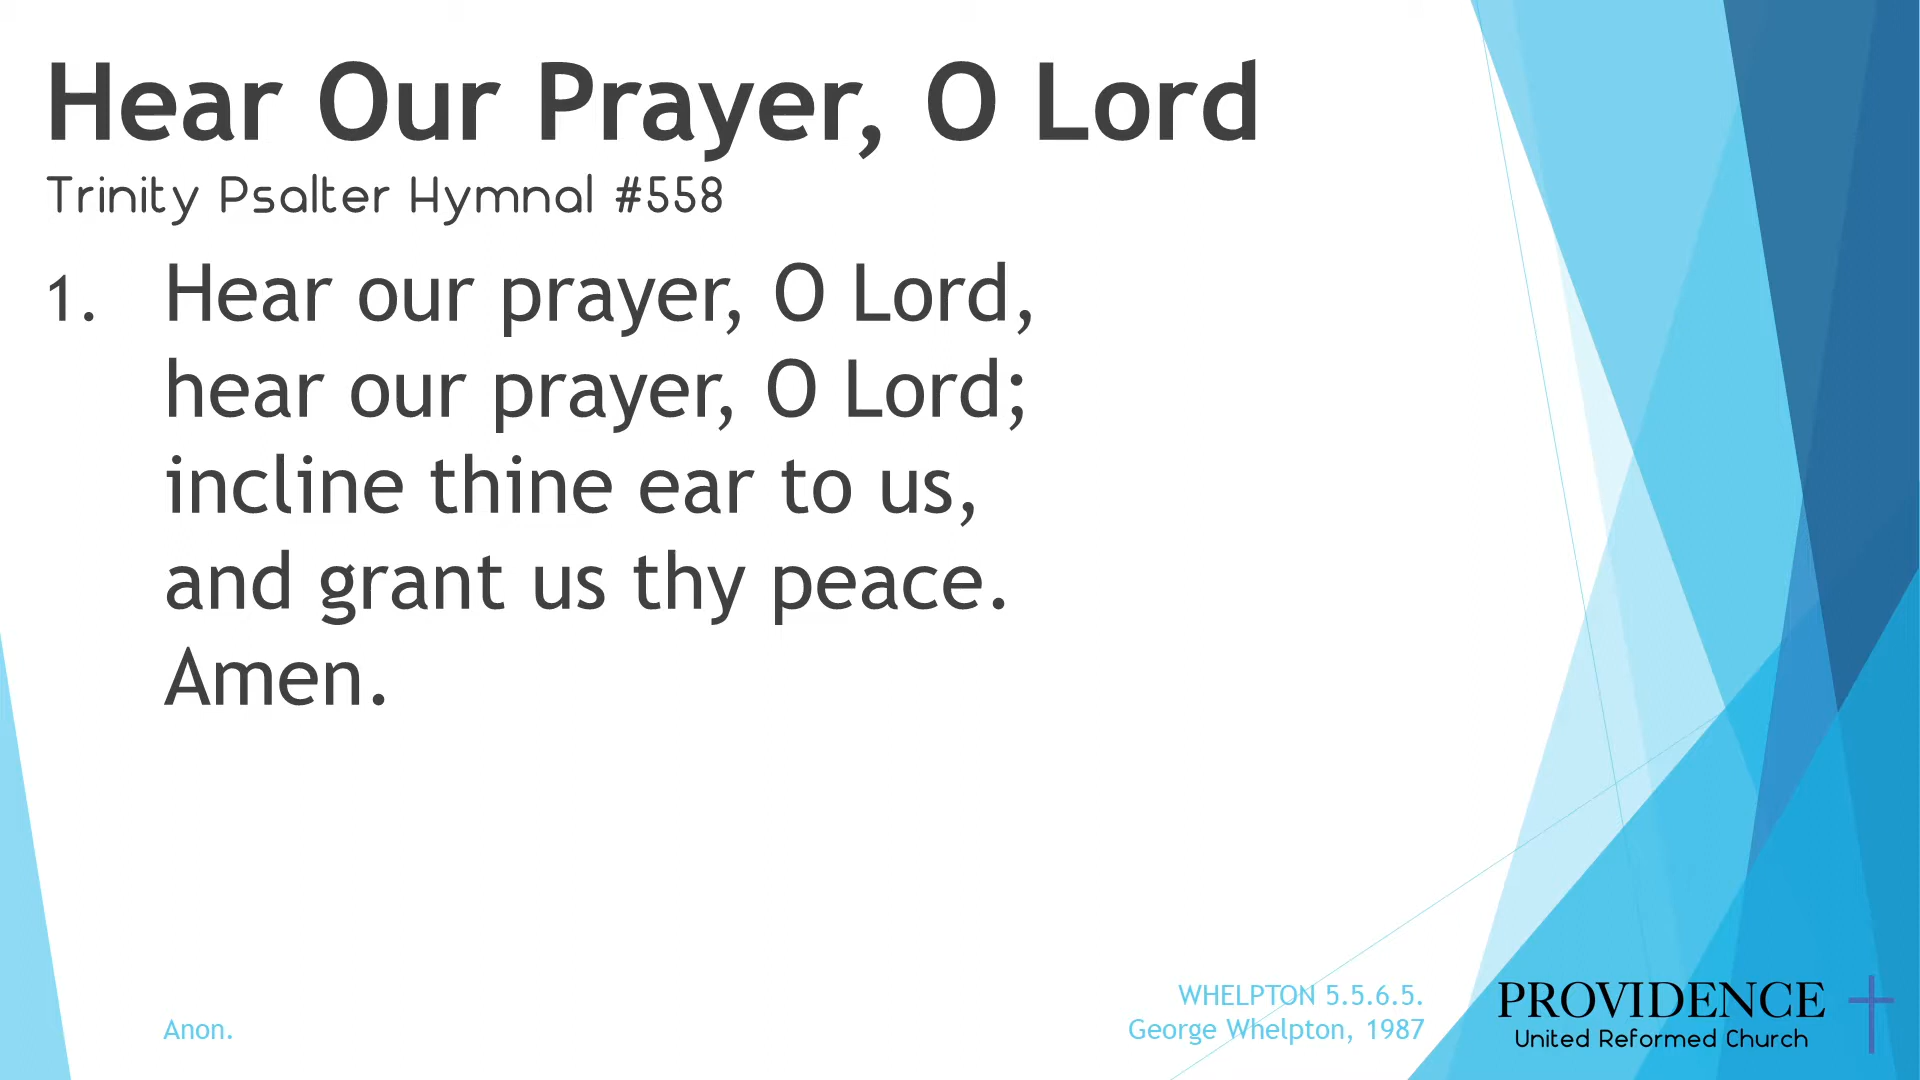 Hear Our Prayer, O Lord
Trinity Psalter Hymnal #558
1. Hear our prayer, O Lord,
hear our prayer, O Lord;
incline thine ear to us,
and grant us thy peace.
Amen.
Anon.
WHELPTON 5.5.6.5.
George Whelpton, 1987
PROVIDENCE
United Reformed Church